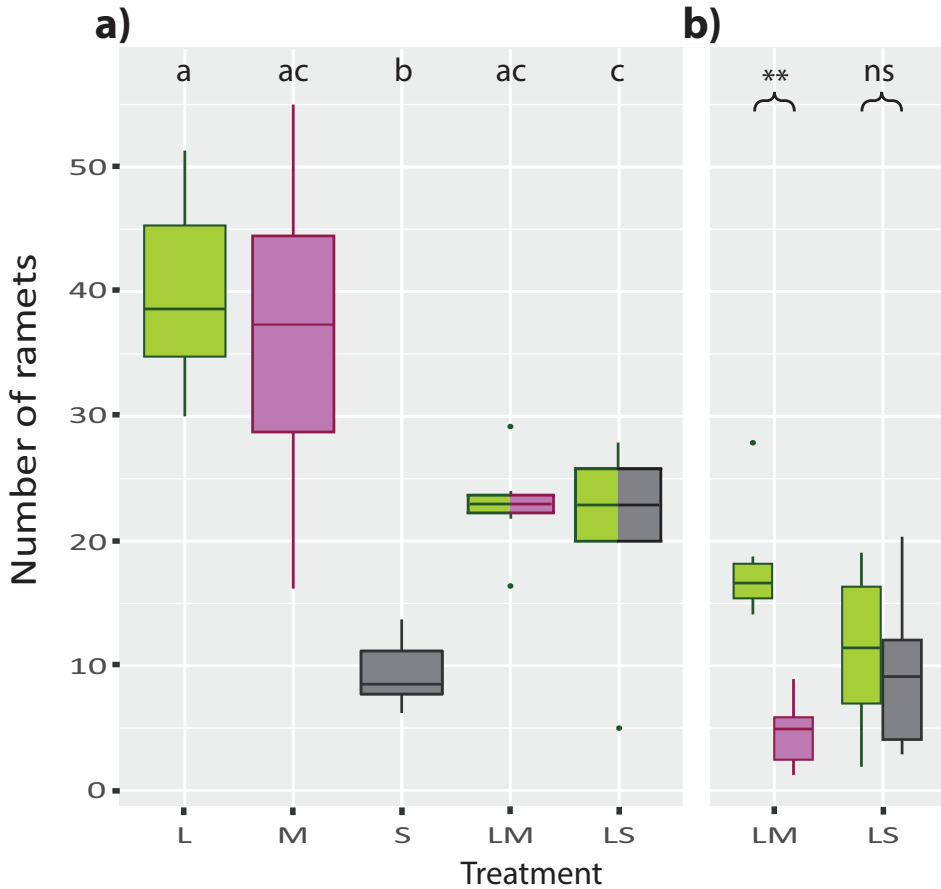 a)
b)
a ac b ac c
** ns
50
40
30
20
10
0
Number of ramets
L M S LM LS
LM LS
Treatment